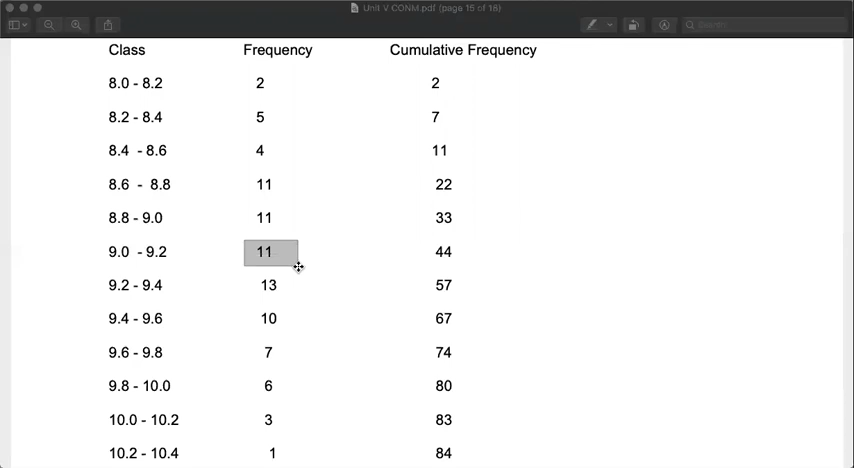 Unit V CONM.pdf (page 15 of 18)
Search
Class Frequency Cumulative Frequency
8.0 - 8.2 2 2
8.2 - 8.4 5 7
8.4 - 8.6 4 11
8.6 - 8.8 11 22
8.8 - 9.0 11 33
9.0 - 9.2 11 44
9.2 - 9.4 13 57
9.4 - 9.6 10 67
9.6 - 9.8 7 74
9.8 - 10.0 6 80
10.0 - 10.2 3 83
10.2 - 10.4 1 84